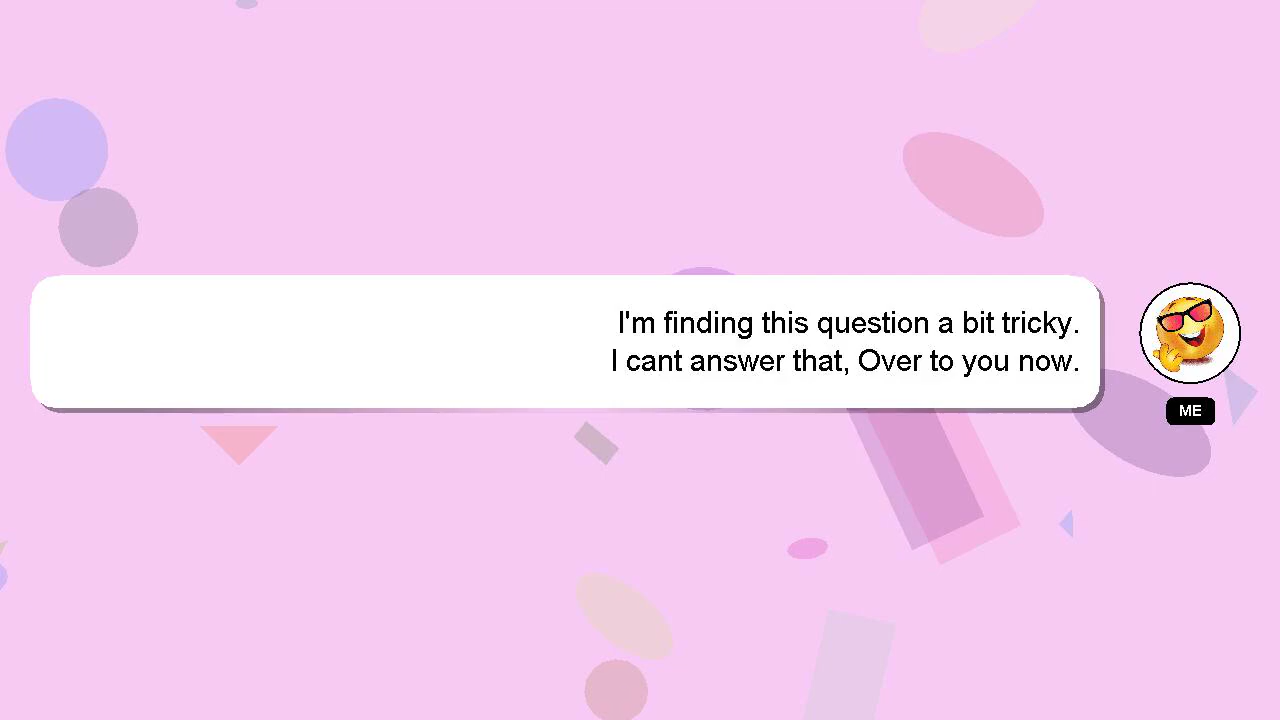 I'm finding this question a bit tricky.
I cant answer that, Over to you now.
ME